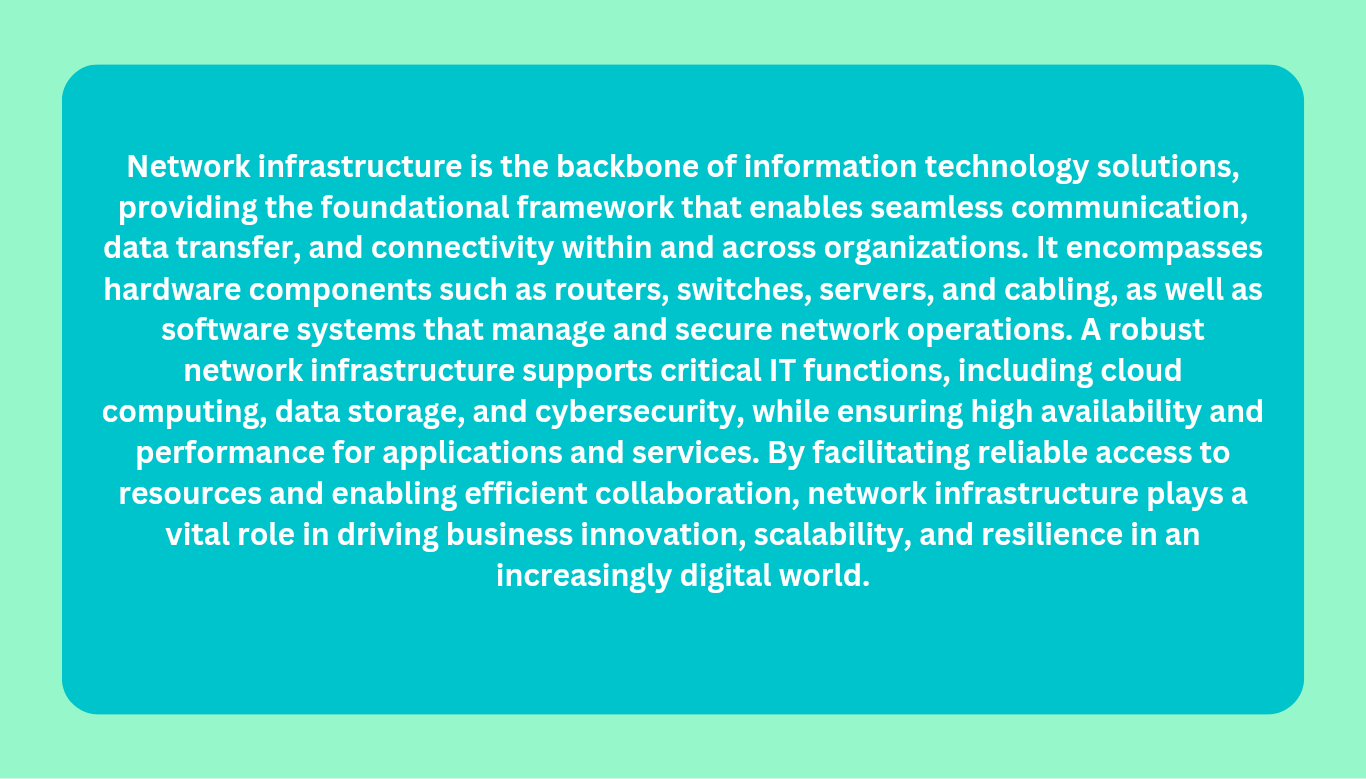 Network infrastructure is the backbone of information technology solutions,
providing the foundational framework that enables seamless communication,
data transfer, and connectivity within and across organizations. It encompasses
hardware components such as routers, switches, servers, and cabling, as well as
software systems that manage and secure network operations. A robust
network infrastructure supports critical IT functions, including cloud
computing, data storage, and cybersecurity, while ensuring high availability and
performance for applications and services. By facilitating reliable access to
resources and enabling efficient collaboration, network infrastructure plays a
vital role in driving business innovation, scalability, and resilience in an
increasingly digital world.